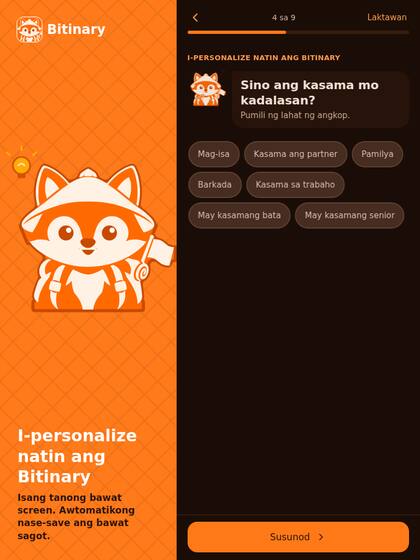 Bitinary
I-personalize
natin ang
Bitinary
Isang tanong bawat
screen. Awtomatikong
nase-save ang bawat
sagot.
4 sa 9
Laktawan
I-PERSONALIZE NATIN ANG BITINARY
Sino ang kasama mo
kadalasan?
Pumili ng lahat ng angkop.
Mag-isa
Kasama ang partner
Pamilya
Barkada
Kasama sa trabaho
May kasamang bata
May kasamang senior
Susunod